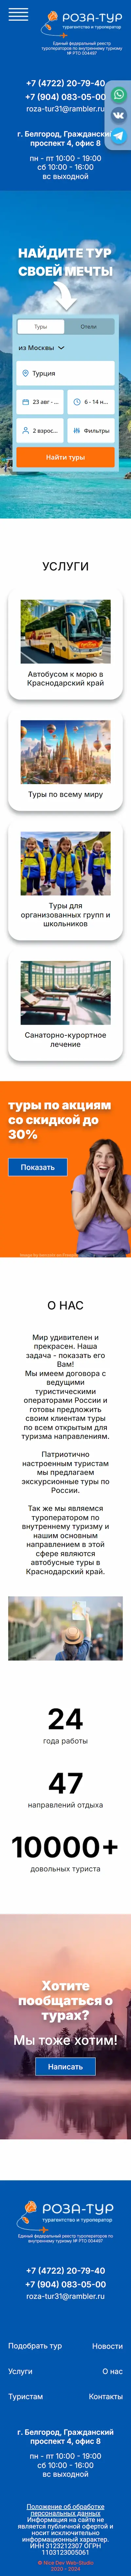 РОЗА-ТУР
турагентство и туроператор
Единый федеральный реестр
туроператоров по внутреннему туризму
№ РТО 004497
+7 (4722) 20-79-40
+7 (904) 083-05-00
roza-tur31@rambler.ru
г. Белгород, Гражданский
проспект 4, офис 8
пн - пт 10:00 - 19:00
сб 10:00 - 16:00
вс выходной
НАЙДИТЕ ТУР
СВОЕЙ МЕЧТЫ
Туры
Отели
из Москвы
Турция
23 авг - ...
6 - 14 н...
2 взрос...
Фильтры
Найти туры
УСЛУГИ
Автобусом к морю в
Краснодарский край
Туры по всему миру
Туры для
организованных групп и
школьников
Санаторно-курортное
лечение
туры по акциям
со скидкой до
30%
Показать
О НАС
Мир удивителен и
прекрасен. Наша
задача - показать его
Вам!
Мы имеем договора с
ведущими
туристическими
операторами России и
готовы предложить
своим клиентам туры
по всем открытым для
туризма направлениям.
Патриотично
настроенным туристам
мы предлагаем
экскурсионные туры по
России.
Так же мы являемся
туроператором по
внутреннему туризму и
нашим основным
направлением в этой
сфере являются
автобусные туры в
Краснодарский край.
24
года работы
47
направлений отдыха
10000+
довольных туриста
Хотите
пообщаться о
турах?
Мы тоже хотим!
Написать
РОЗА-ТУР
турагентство и туроператор
Единый федеральный реестр туроператоров по
внутреннему туризму № РТО 004497
+7 (4722) 20-79-40
+7 (904) 083-05-00
roza-tur31@rambler.ru
Подобрать тур
Новости
Услуги
О нас
Туристам
Контакты
г. Белгород, Гражданский
проспект 4, офис 8
пн - пт 10:00 - 19:00
сб 10:00 - 16:00
вс выходной
Положение об обработке
персональных данных
Информация на сайте не
является публичной офертой и
носит исключительно
информационный характер.
ИНН 3123212307 ОГРН
1103123005061
© Nice Dev Web-Studio
2020 - 2024